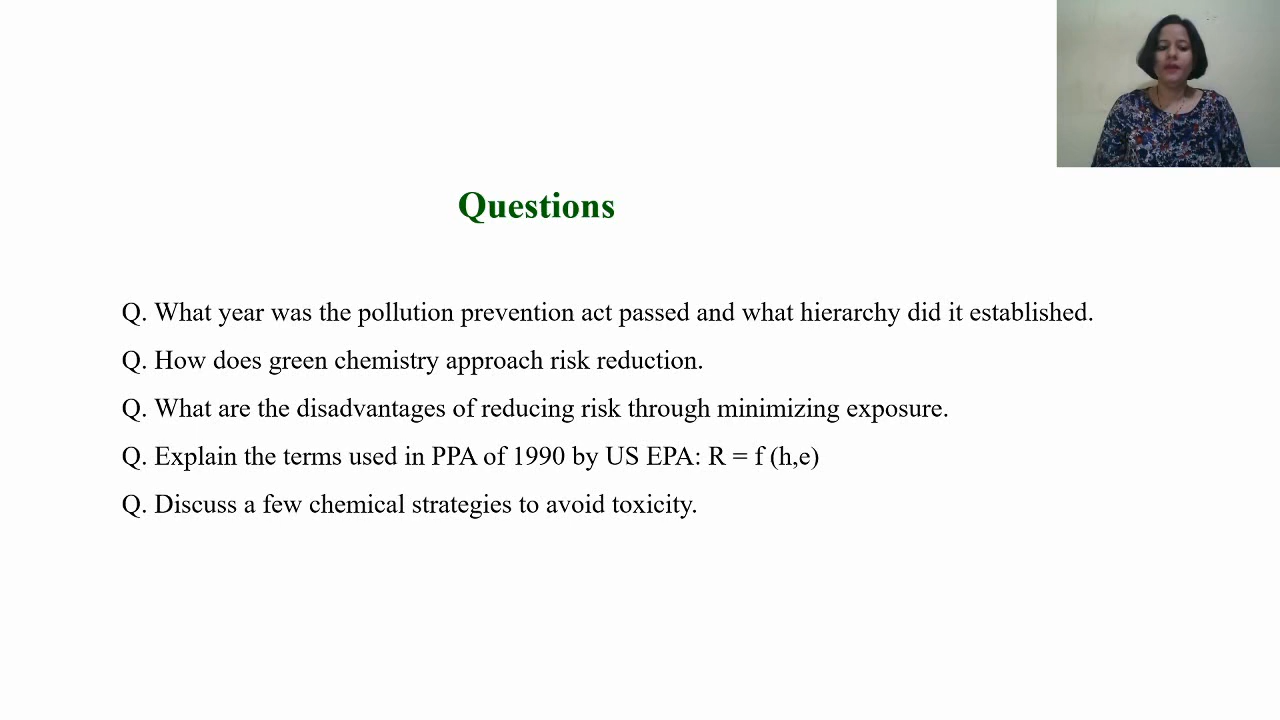 Questions
Q. What year was the pollution prevention act passed and what hierarchy did it established.
Q. How does green chemistry approach risk reduction.
Q. What are the disadvantages of reducing risk through minimizing exposure.
Q. Explain the terms used in PPA of 1990 by US EPA: R = f (h,e)
Q. Discuss a few chemical strategies to avoid toxicity.